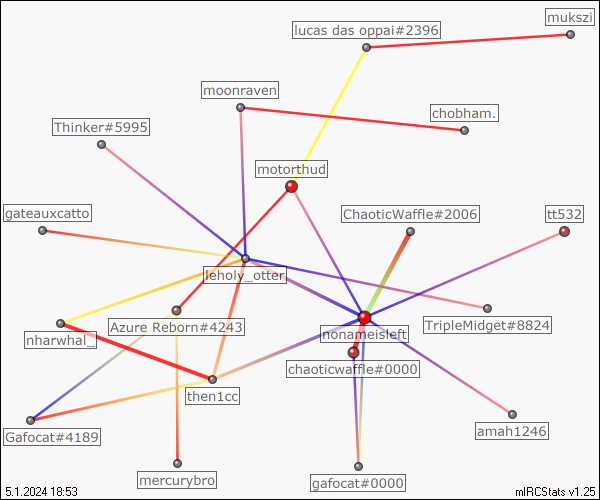 mukszi
lucas das oppai#2396
moonraven
chobham.
Thinker#5995
motorthud
gateauxcatto
ChaoticWaffle#2006
tt532
leholy_otter
Azure Reborn#4243
nharwhal_
nonameisleft
TripleMidget#8824
chaoticwaffle#0000
then1cc
Gafocat#4189
amah1246
mercurybro
gafocat#0000
5.1.2024 18:53
mIRCStats v1.25